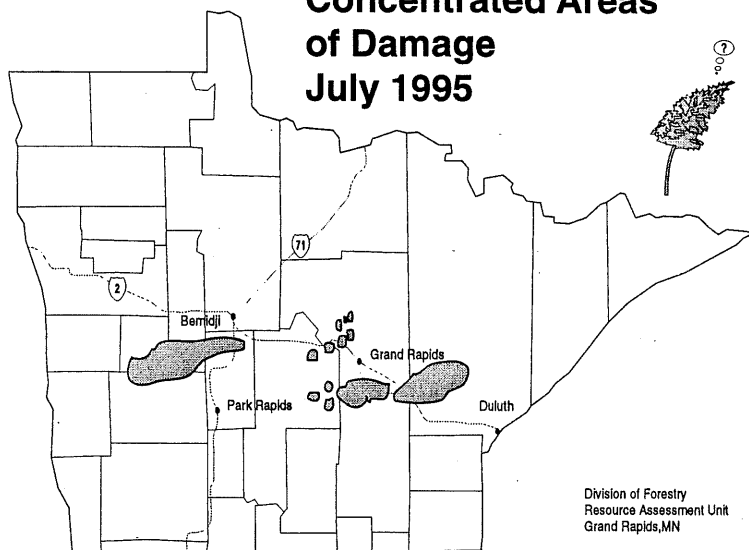 Concentrated Areas
of Damage
July 1995
?
71
2
Bemidji
Grand Rapids
Park Rapids
Duluth
Division of Forestry
Resource Assessment Unit
Grand Rapids,MN